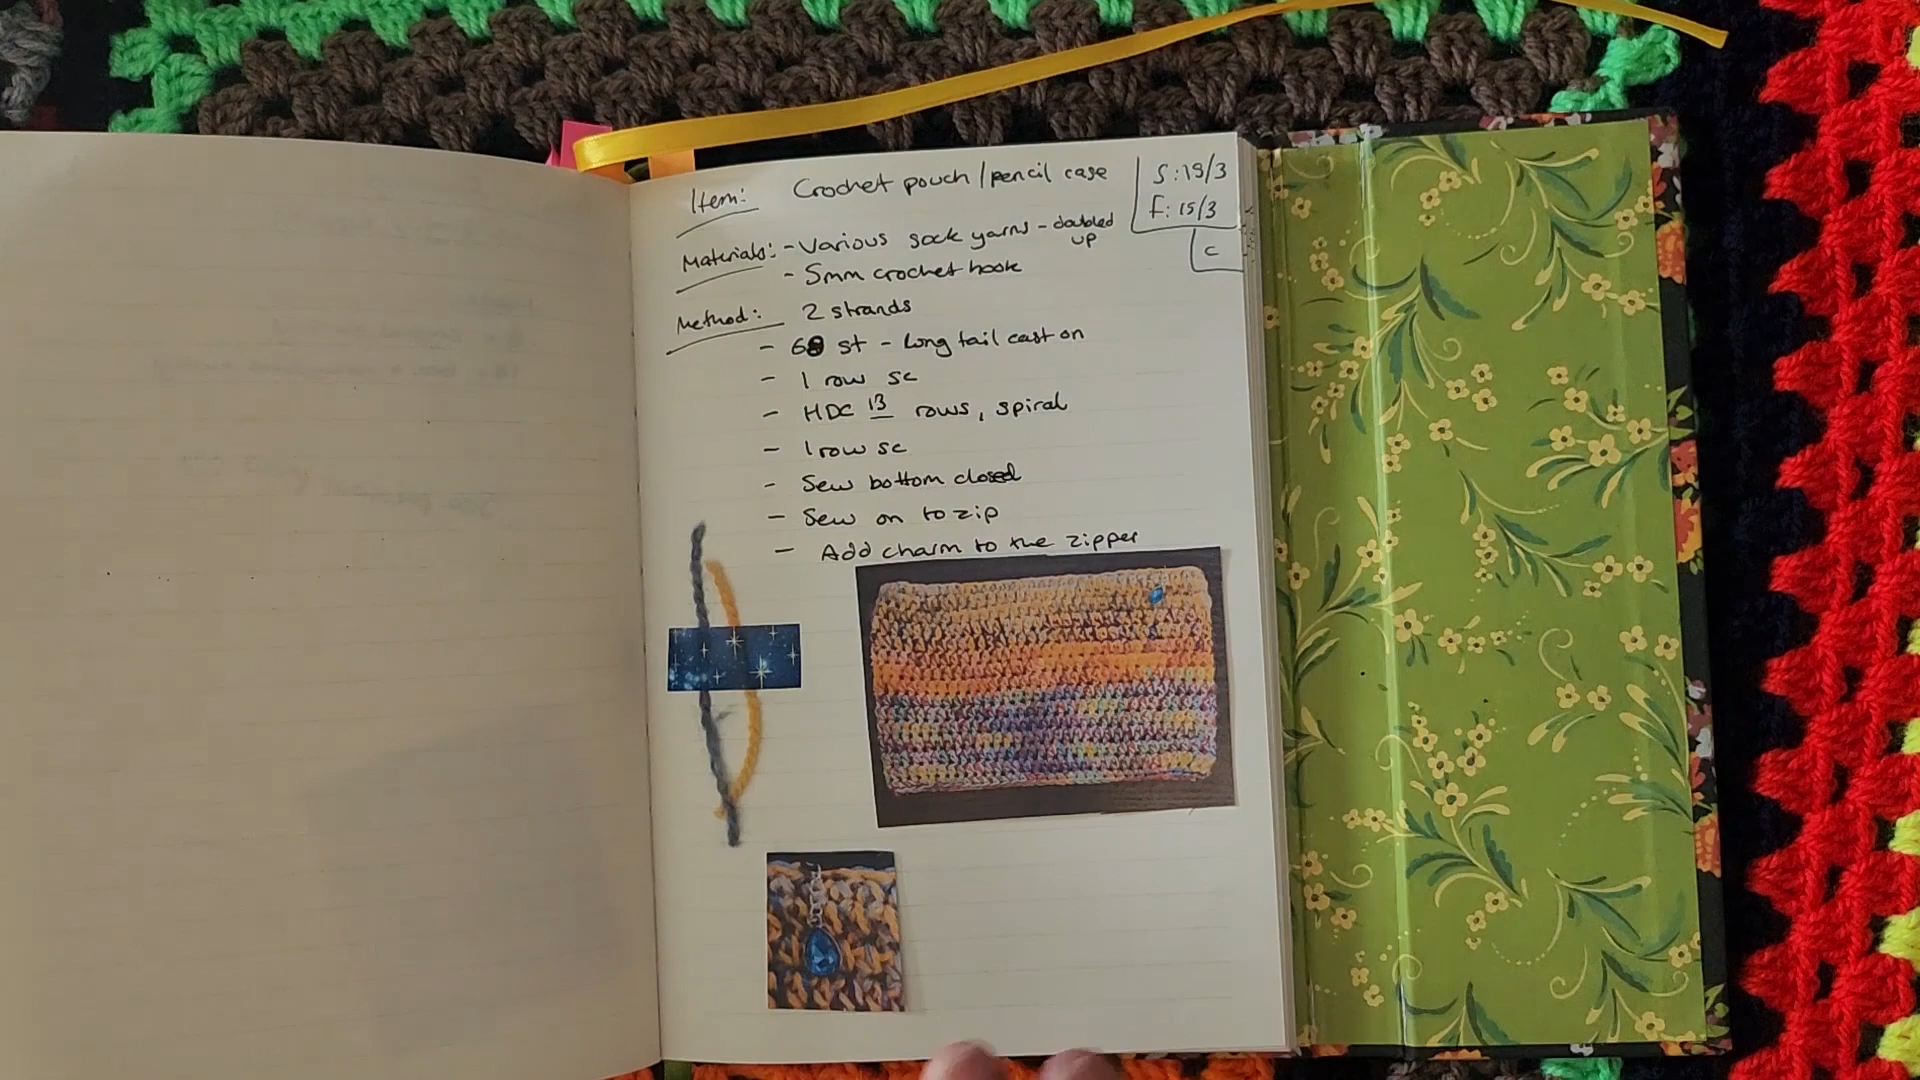 Item: Crochet pouch/pencil case
S:19/3
F:15/3
C
Materials: - Various sock yarns - doubled up
- 5mm crochet hook
Method: 2 strands
- 68 st - long tail cast on
- 1 row sc
- HDC 13 rows, spiral
- 1 row sc
- Sew bottom closed
- Sew on to zip
- Add charm to the zipper